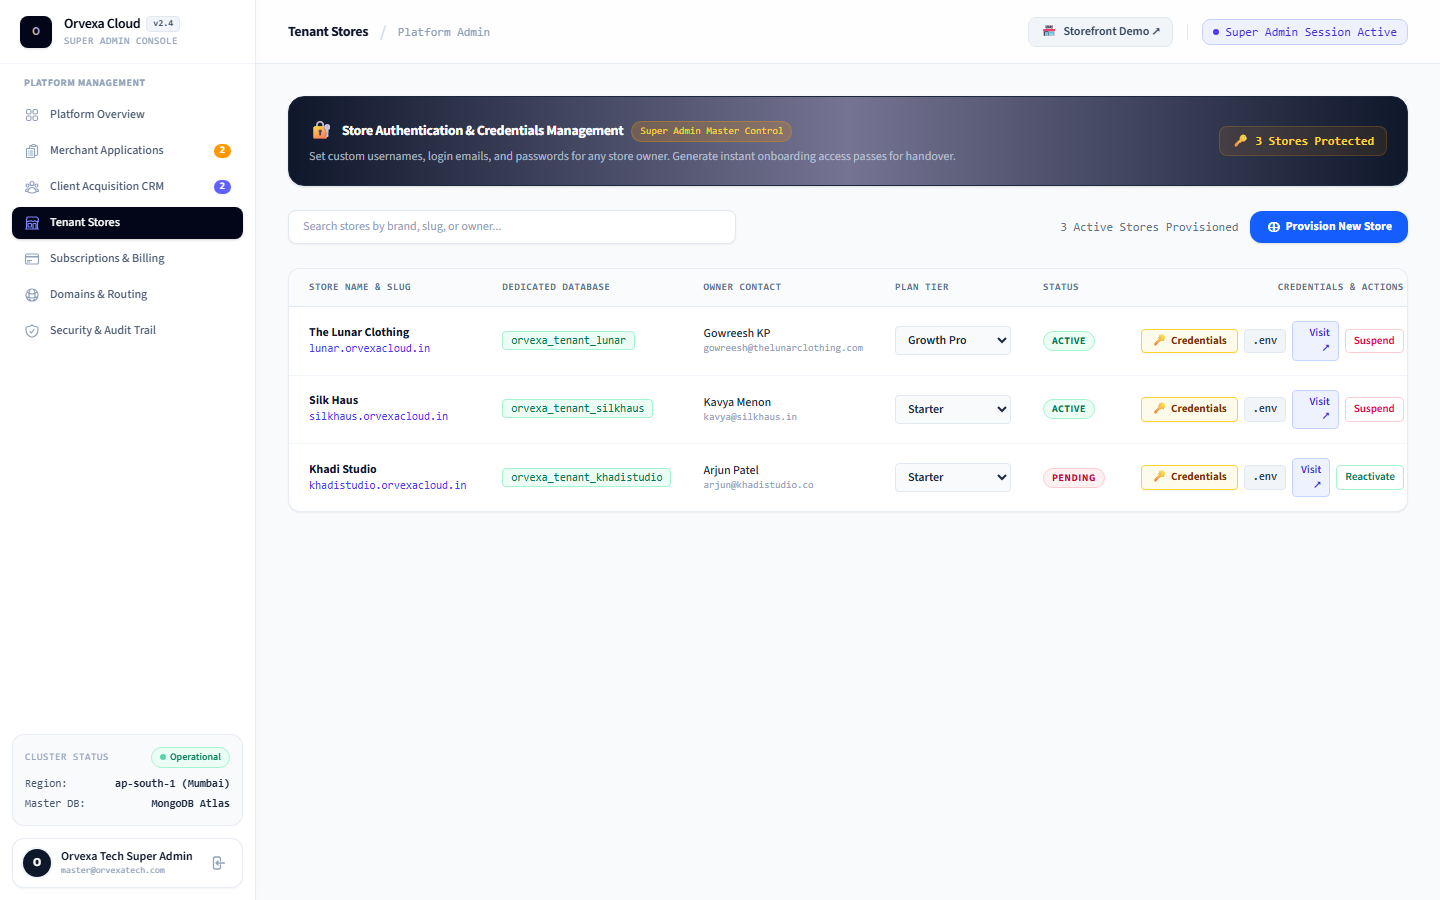 O
Orvexa Cloud v2.4
SUPER ADMIN CONSOLE
PLATFORM MANAGEMENT
Platform Overview
Merchant Applications 2
Client Acquisition CRM 2
Tenant Stores
Subscriptions & Billing
Domains & Routing
Security & Audit Trail
CLUSTER STATUS Operational
Region: ap-south-1 (Mumbai)
Master DB: MongoDB Atlas
O
Orvexa Tech Super Admin
master@orvexatech.com
Tenant Stores / Platform Admin
Storefront Demo ↗
Super Admin Session Active
Store Authentication & Credentials Management Super Admin Master Control
Set custom usernames, login emails, and passwords for any store owner. Generate instant onboarding access passes for handover.
3 Stores Protected
Search stores by brand, slug, or owner...
3 Active Stores Provisioned
Provision New Store
STORE NAME & SLUG DEDICATED DATABASE OWNER CONTACT PLAN TIER STATUS CREDENTIALS & ACTIONS
The Lunar Clothing
lunar.orvexacloud.in
orvexa_tenant_lunar
Gowreesh KP
gowreesh@thelunarclothing.com
Growth Pro
ACTIVE
Credentials
.env
Visit
↗
Suspend
Silk Haus
silkhaus.orvexacloud.in
orvexa_tenant_silkhaus
Kavya Menon
kavya@silkhaus.in
Starter
ACTIVE
Credentials
.env
Visit
↗
Suspend
Khadi Studio
khadistudio.orvexacloud.in
orvexa_tenant_khadistudio
Arjun Patel
arjun@khadistudio.co
Starter
PENDING
Credentials
.env
Visit
↗
Reactivate